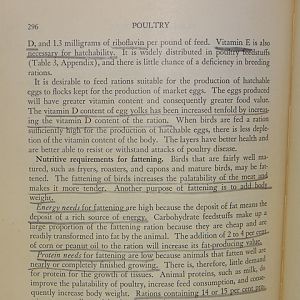 296 POULTRY
D, and 1.3 milligrams of riboflavin per pound of feed. Vitamin E is also
necessary for hatchability. It is widely distributed in poultry feedstuffs
(Table 3, Appendix), and there is little chance of a deficiency in breeding
rations.
It is desirable to feed rations suitable for the production of hatchable
eggs to flocks kept for the production of market eggs. The eggs produced
will have greater vitamin content and consequently greater food value.
The vitamin D content of egg yolks has been increased tenfold by increas-
ing the vitamin D content of the ration. When birds are fed a ration
sufficiently high for the production of hatchable eggs, there is less deple-
tion of the vitamin content of the body. The layers have better health and
are better able to resist or withstand attacks of poultry disease.
Nutritive requirements for fattening. Birds that are fairly well ma-
tured, such as fryers, roasters, and capons and mature birds, may be fat-
tened. The fattening of birds increases the palatability of the meat and
makes it more tender. Another purpose of fattening is to add body
weight.
Energy needs for fattening are high because the deposit of fat means the
deposit of a rich source of energy. Carbohydrate feedstuffs make up a
large proportion of the fattening ration because they are cheap and are
readily transformed into fat by the animal. The addition of 2 to 4 per cent
of corn or peanut oil to the ration will increase its fat-producing value.
Protein needs for fattening are low because animals that fatten well are
nearly or completely finished growing. There is, therefore, little demand
for protein for the growth of tissues. Animal proteins, such as milk, do
improve the palatability of poultry, increase feed consumption, and conse-
quently increase body weight. Rations containing 14 or 15 per cent pro-